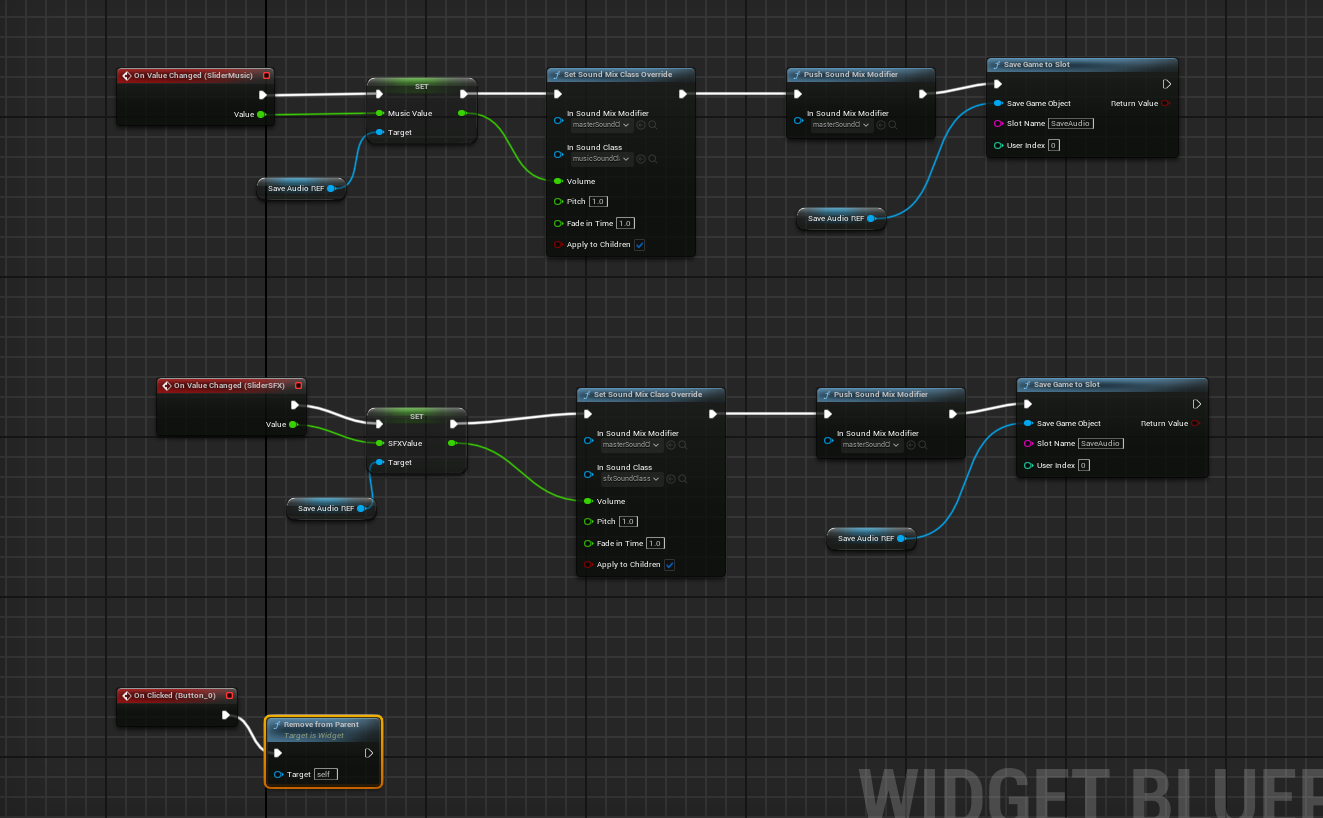 On Value Changed (SliderMusic)
Value
SET
Music Value
Target
Save Audio REF
Set Sound Mix Class Override
In Sound Mix Modifier
masterSoundCl
In Sound Class
musicSoundCl
Volume
Pitch 1.0
Fade in Time 1.0
Apply to Children
Push Sound Mix Modifier
In Sound Mix Modifier
masterSoundCl
Save Audio REF
Save Game to Slot
Save Game Object Return Value
Slot Name SaveAudio
User Index 0
On Value Changed (SliderSFX)
Value
SET
SFXValue
Target
Save Audio REF
Set Sound Mix Class Override
In Sound Mix Modifier
masterSoundCl
In Sound Class
sfxSoundClass
Volume
Pitch 1.0
Fade in Time 1.0
Apply to Children
Push Sound Mix Modifier
In Sound Mix Modifier
masterSoundCl
Save Audio REF
Save Game to Slot
Save Game Object Return Value
Slot Name SaveAudio
User Index 0
On Clicked (Button_0)
Remove from Parent
Target is Widget
Target self
WIDGET BLUEP